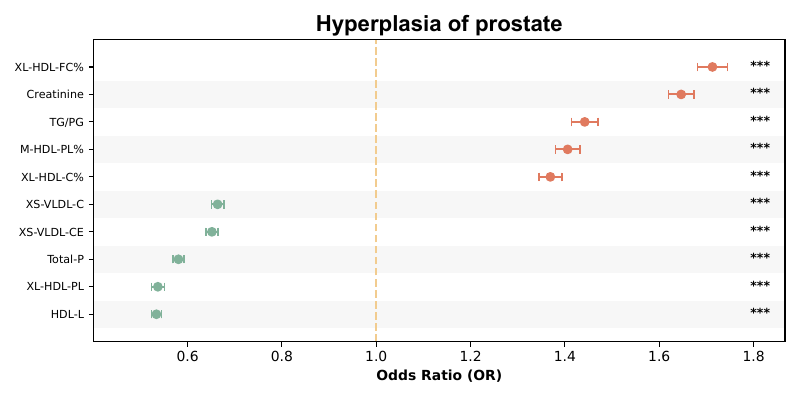 Hyperplasia of prostate
XL-HDL-FC% ***
Creatinine ***
TG/PG ***
M-HDL-PL% ***
XL-HDL-C% ***
XS-VLDL-C ***
XS-VLDL-CE ***
Total-P ***
XL-HDL-PL ***
HDL-L ***
0.6 0.8 1.0 1.2 1.4 1.6 1.8
Odds Ratio (OR)